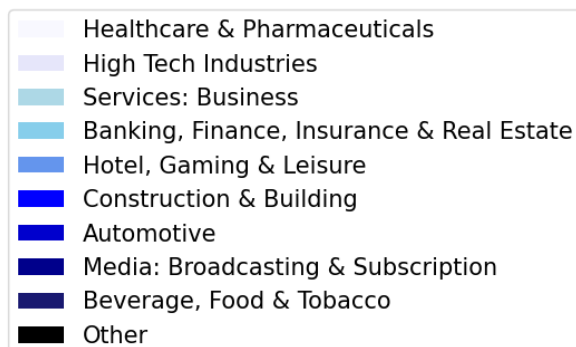 Healthcare & Pharmaceuticals
High Tech Industries
Services: Business
Banking, Finance, Insurance & Real Estate
Hotel, Gaming & Leisure
Construction & Building
Automotive
Media: Broadcasting & Subscription
Beverage, Food & Tobacco
Other